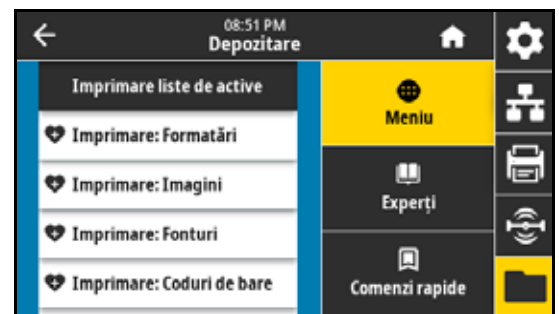 08:51 PM
Depozitare
Imprimare liste de active
Imprimare: Formatări
Imprimare: Imagini
Imprimare: Fonturi
Imprimare: Coduri de bare
Meniu
Experți
Comenzi rapide